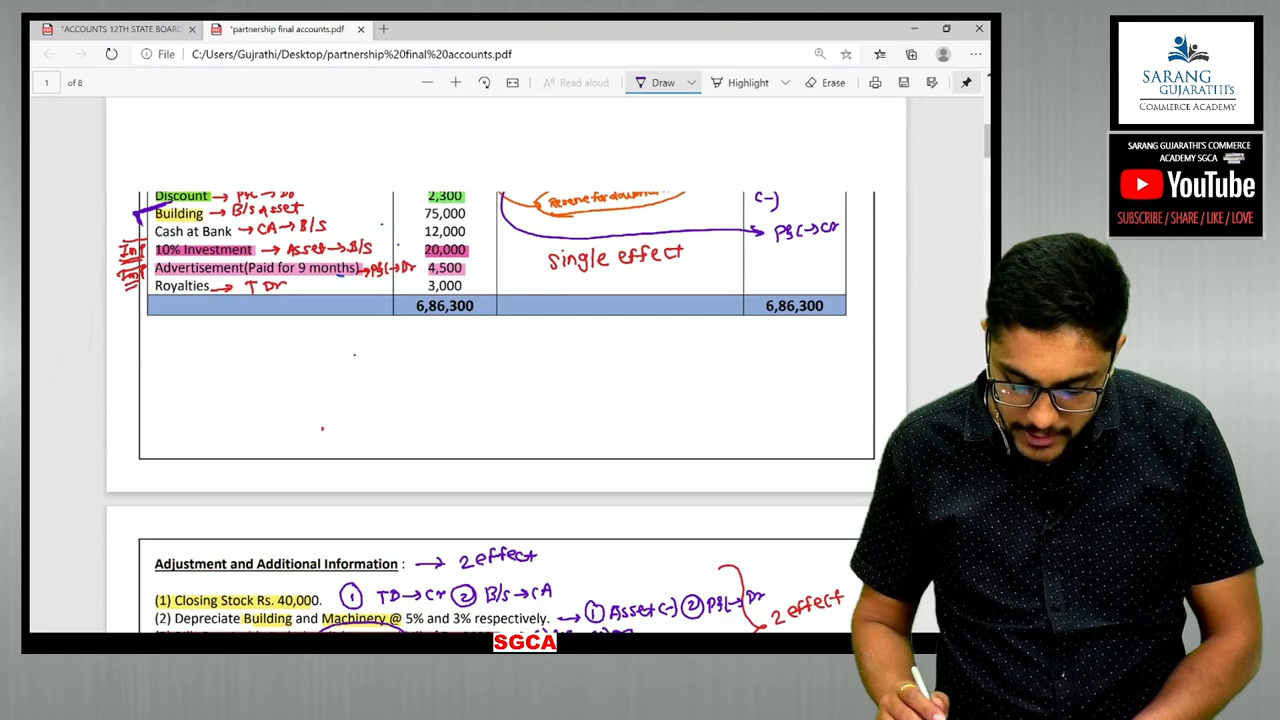 "ACCOUNTS 12TH STATE BOARD
"partnership final accounts.pdf
File C:/Users/Gujrathi/Desktop/partnership%20final%20accounts.pdf
1 of 8 Read aloud Draw Highlight Erase
SARANG
GUJARATHI'S
COMMERCE ACADEMY
SARANG GUJARATHI'S COMMERCE
ACADEMY SGCA
YouTube
SUBSCRIBE / SHARE / LIKE / LOVE
Discount → 2,300 Reserve for
Building → B/s asset 75,000 (-)
Cash at Bank → CA → B/s 12,000 P&L → Cr
Imp 10% Investment → Asset → B/s 20,000 single effect
Imp Advertisement(Paid for 9 months) → P&L → Dr 4,500
Royalties → T Dr 3,000
6,86,300 6,86,300
Adjustment and Additional Information : → 2 effect
(1) Closing Stock Rs. 40,000. ① TD → Cr ② B/s → CA
(2) Depreciate Building and Machinery @ 5% and 3% respectively. → ① Asset (-) ② P&L → Dr
2 effect
SGCA